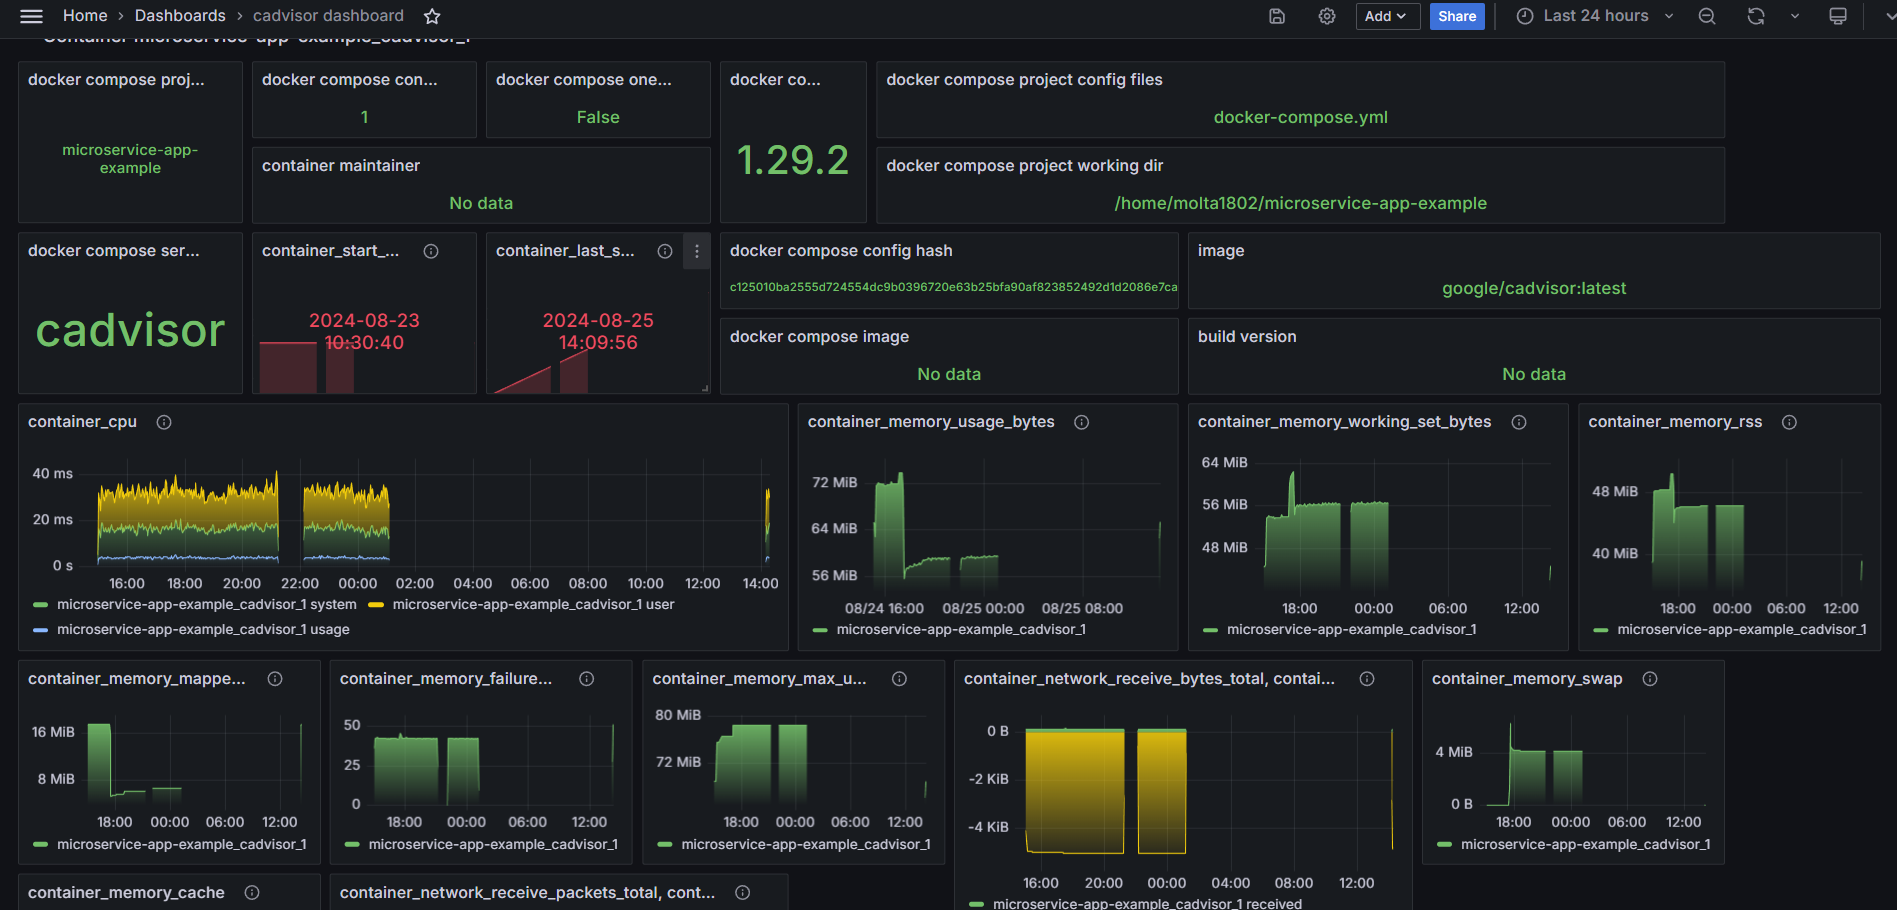 Home › Dashboards › cadvisor dashboard
Add
Share
Last 24 hours
Container microservice-app-example_cadvisor_1
docker compose proj...
microservice-app-
example
docker compose con...
1
docker compose one...
False
docker co...
1.29.2
docker compose project config files
docker-compose.yml
container maintainer
No data
docker compose project working dir
/home/molta1802/microservice-app-example
docker compose ser...
cadvisor
container_start_...
2024-08-23
10:30:40
container_last_s...
2024-08-25
14:09:56
docker compose config hash
c125010ba2555d724554dc9b0396720e63b25bfa90af823852492d1d2086e7ca
image
google/cadvisor:latest
docker compose image
No data
build version
No data
container_cpu
40 ms
20 ms
0 s
16:00 18:00 20:00 22:00 00:00 02:00 04:00 06:00 08:00 10:00 12:00 14:00
microservice-app-example_cadvisor_1 system
microservice-app-example_cadvisor_1 user
microservice-app-example_cadvisor_1 usage
container_memory_usage_bytes
72 MiB
64 MiB
56 MiB
08/24 16:00 08/25 00:00 08/25 08:00
microservice-app-example_cadvisor_1
container_memory_working_set_bytes
64 MiB
56 MiB
48 MiB
18:00 00:00 06:00 12:00
microservice-app-example_cadvisor_1
container_memory_rss
48 MiB
40 MiB
18:00 00:00 06:00 12:00
microservice-app-example_cadvisor_1
container_memory_mappe...
16 MiB
8 MiB
18:00 00:00 06:00 12:00
microservice-app-example_cadvisor_1
container_memory_failure...
50
25
0
18:00 00:00 06:00 12:00
microservice-app-example_cadvisor_1
container_memory_max_u...
80 MiB
72 MiB
18:00 00:00 06:00 12:00
microservice-app-example_cadvisor_1
container_network_receive_bytes_total, contai...
0 B
-2 KiB
-4 KiB
16:00 20:00 00:00 04:00 08:00 12:00
microservice-app-example_cadvisor_1 received
container_memory_swap
4 MiB
0 B
18:00 00:00 06:00 12:00
microservice-app-example_cadvisor_1
container_memory_cache
container_network_receive_packets_total, cont...